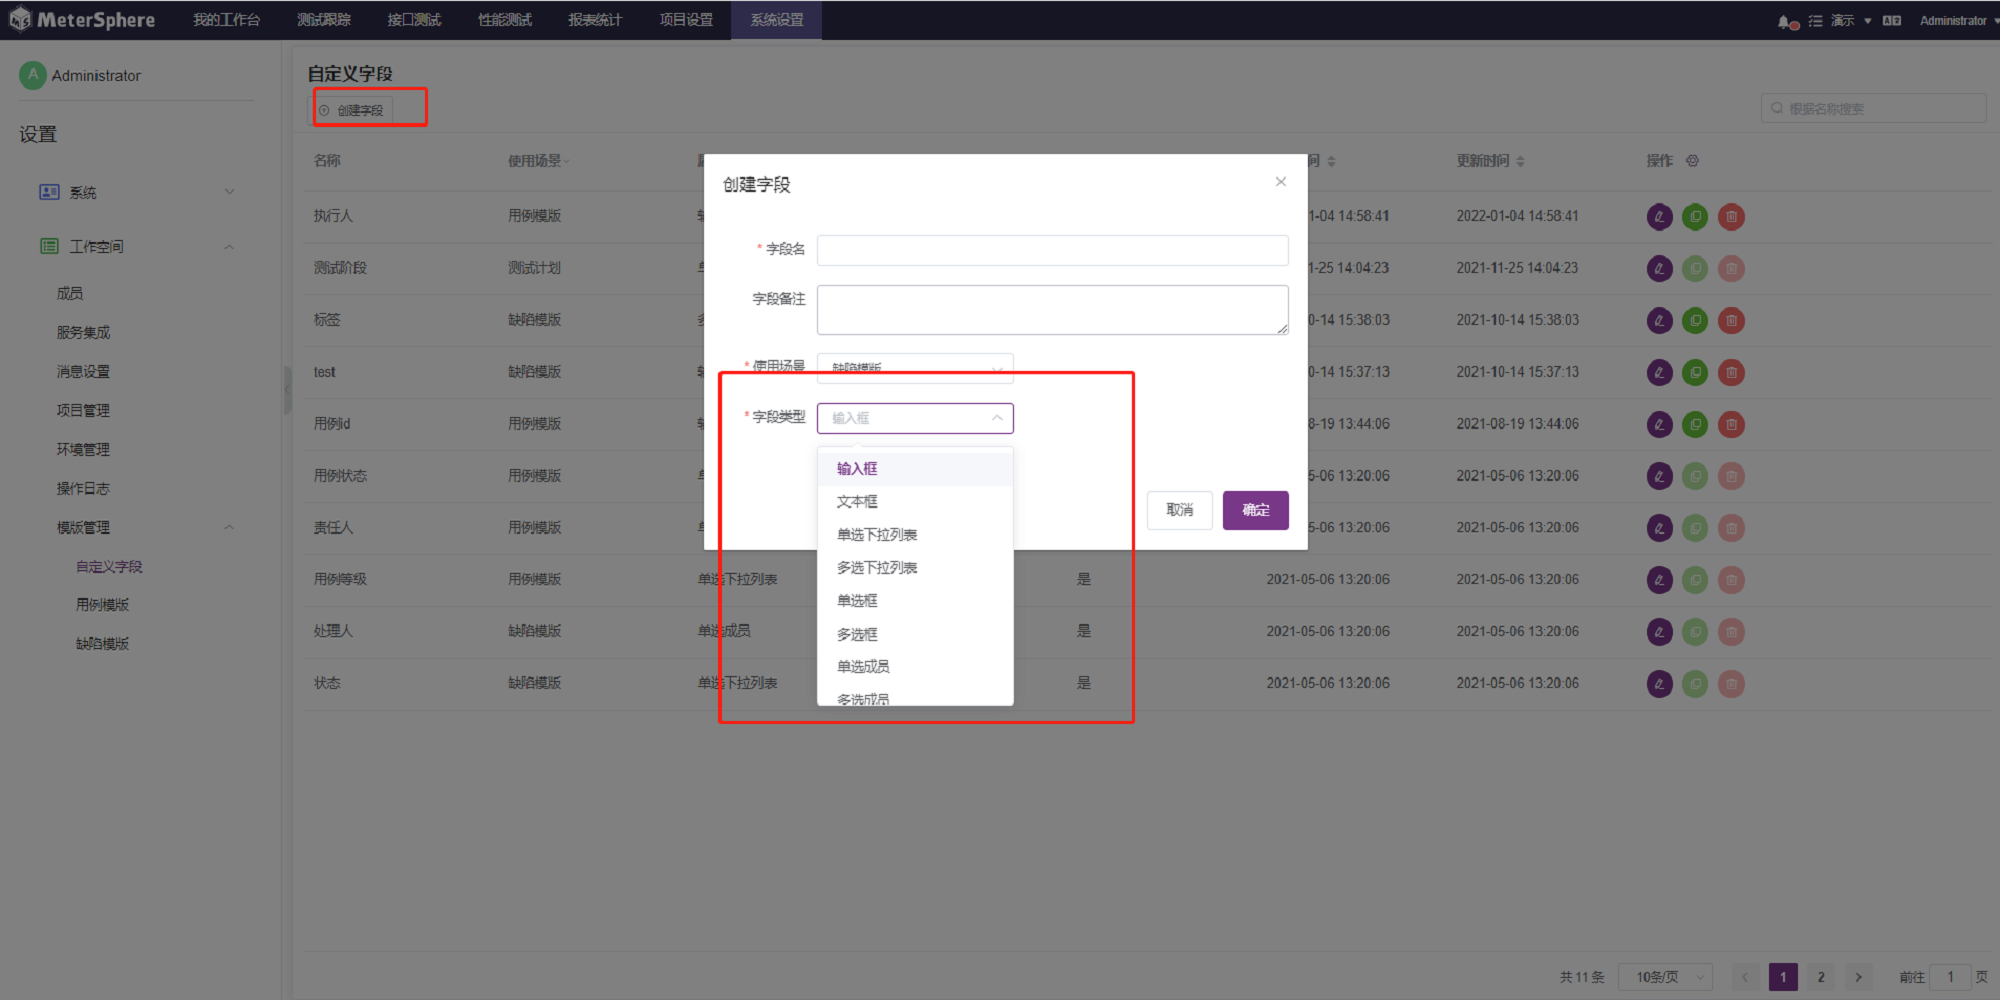 MeterSphere 我的工作台 测试跟踪 接口测试 性能测试 报表统计 项目设置 系统设置 演示 Administrator
A Administrator
设置
系统
工作空间
成员
服务集成
消息设置
项目管理
环境管理
操作日志
模版管理
自定义字段
用例模版
缺陷模版
自定义字段
创建字段
根据名称搜索
名称 使用场景 间 更新时间 操作
执行人 用例模版 1-04 14:58:41 2022-01-04 14:58:41
测试阶段 测试计划 1-25 14:04:23 2021-11-25 14:04:23
标签 缺陷模版 0-14 15:38:03 2021-10-14 15:38:03
test 缺陷模版 0-14 15:37:13 2021-10-14 15:37:13
用例id 用例模版 8-19 13:44:06 2021-08-19 13:44:06
用例状态 用例模版 5-06 13:20:06 2021-05-06 13:20:06
责任人 用例模版 5-06 13:20:06 2021-05-06 13:20:06
用例等级 用例模版 单选下拉列表 是 2021-05-06 13:20:06 2021-05-06 13:20:06
处理人 缺陷模版 单选成员 是 2021-05-06 13:20:06 2021-05-06 13:20:06
状态 缺陷模版 单选下拉列表 是 2021-05-06 13:20:06 2021-05-06 13:20:06
创建字段
* 字段名
字段备注
* 使用场景 缺陷模版
* 字段类型 输入框
输入框
文本框
单选下拉列表
多选下拉列表
单选框
多选框
单选成员
多选成员
取消 确定
共 11 条 10条/页 1 2 前往 1 页